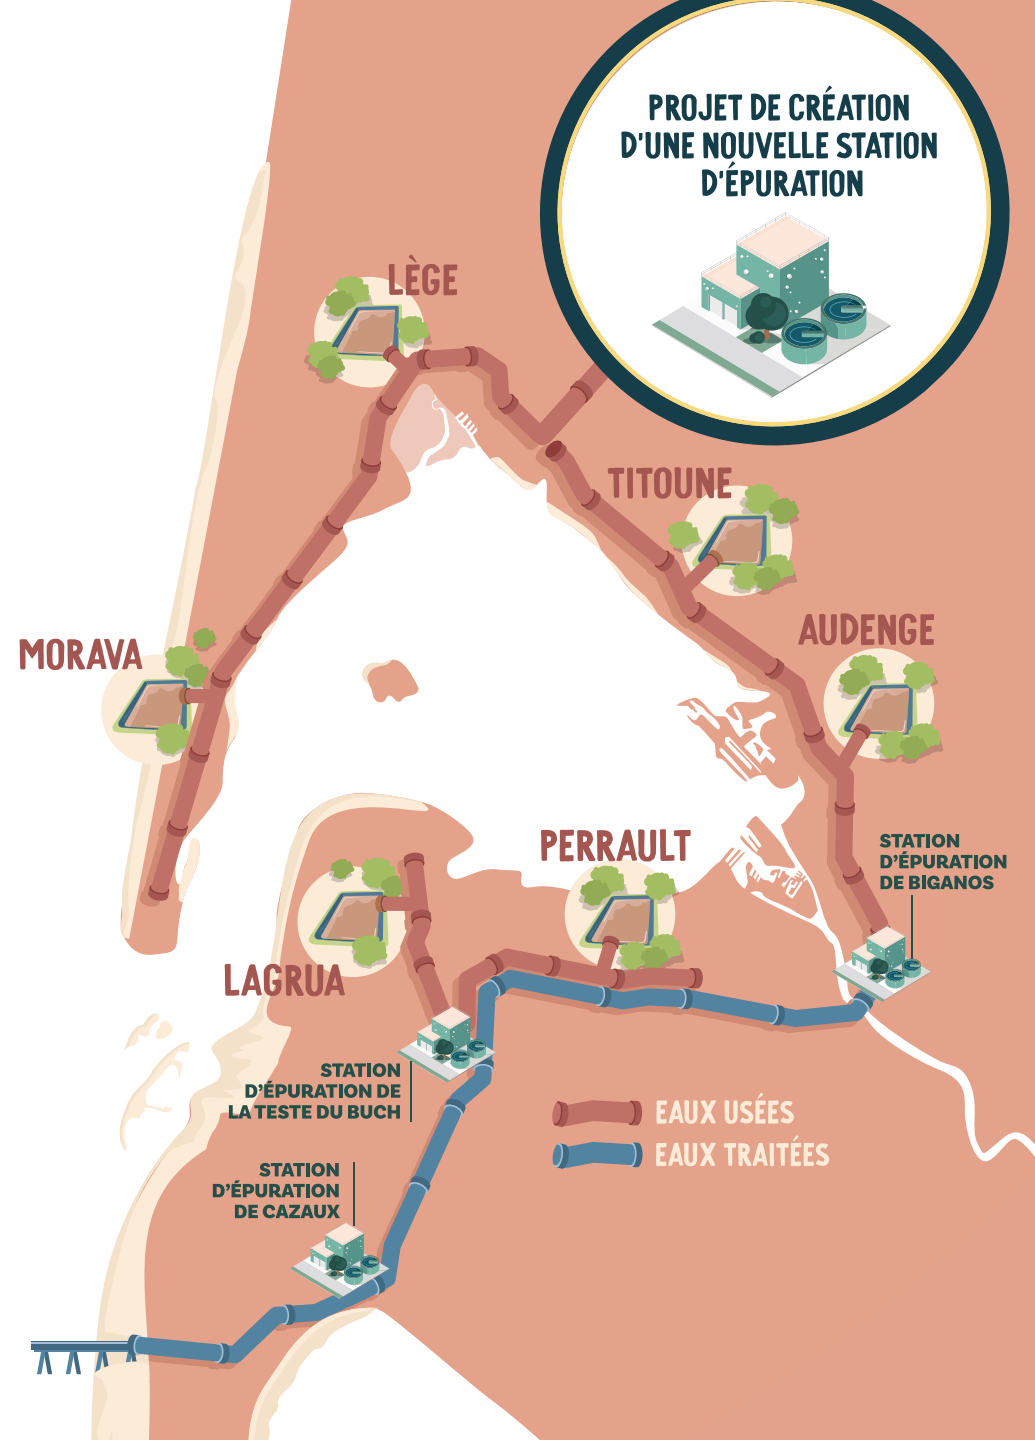 PROJET DE CRÉATION
D'UNE NOUVELLE STATION
D'ÉPURATION
LÈGE
TITOUNE
AUDENGE
MORAVA
PERRAULT
STATION
D'ÉPURATION
DE BIGANOS
LAGRUA
STATION
D'ÉPURATION DE
LA TESTE DU BUCH
EAUX USÉES
EAUX TRAITÉES
STATION
D'ÉPURATION
DE CAZAUX